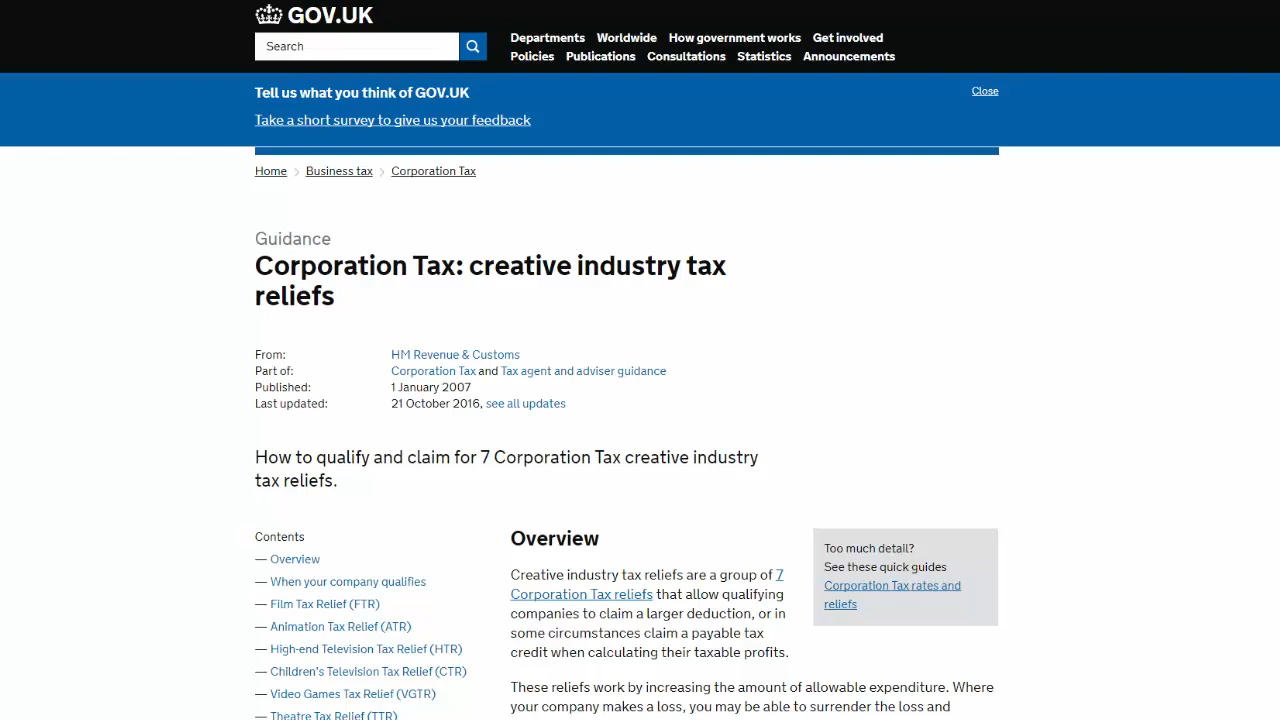 GOV.UK
Search
Departments Worldwide How government works Get involved
Policies Publications Consultations Statistics Announcements
Tell us what you think of GOV.UK
Close
Take a short survey to give us your feedback
Home Business tax Corporation Tax
Guidance
Corporation Tax: creative industry tax
reliefs
From: HM Revenue & Customs
Part of: Corporation Tax and Tax agent and adviser guidance
Published: 1 January 2007
Last updated: 21 October 2016, see all updates
How to qualify and claim for 7 Corporation Tax creative industry
tax reliefs.
Contents
— Overview
— When your company qualifies
— Film Tax Relief (FTR)
— Animation Tax Relief (ATR)
— High-end Television Tax Relief (HTR)
— Children's Television Tax Relief (CTR)
— Video Games Tax Relief (VGTR)
— Theatre Tax Relief (TTR)
Overview
Creative industry tax reliefs are a group of 7
Corporation Tax reliefs that allow qualifying
companies to claim a larger deduction, or in
some circumstances claim a payable tax
credit when calculating their taxable profits.
These reliefs work by increasing the amount of allowable expenditure. Where
your company makes a loss, you may be able to surrender the loss and
Too much detail?
See these quick guides
Corporation Tax rates and
reliefs